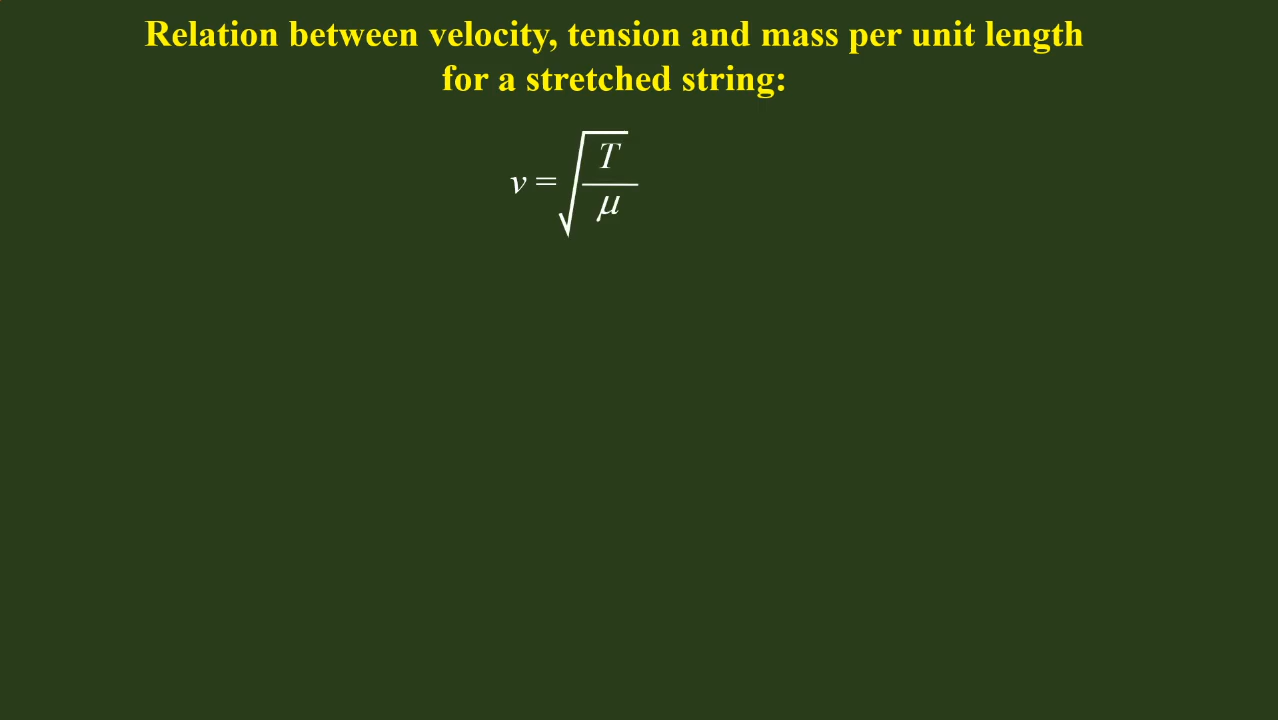 Relation between velocity, tension and mass per unit length
for a stretched string:
v = √(T/μ)